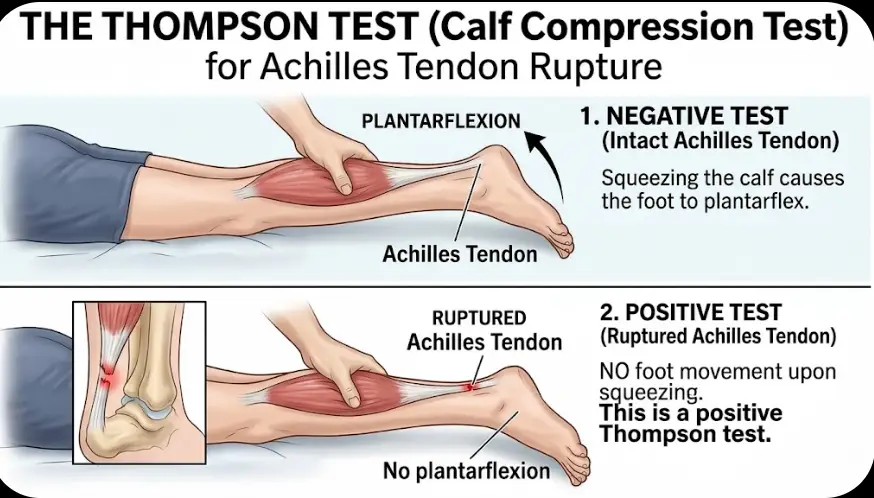 THE THOMPSON TEST (Calf Compression Test)
for Achilles Tendon Rupture
PLANTARFLEXION
1. NEGATIVE TEST
(Intact Achilles Tendon)
Squeezing the calf causes
the foot to plantarflex.
Achilles Tendon
RUPTURED
Achilles Tendon
2. POSITIVE TEST
(Ruptured Achilles Tendon)
NO foot movement upon
squeezing.
This is a positive
Thompson test.
No plantarflexion